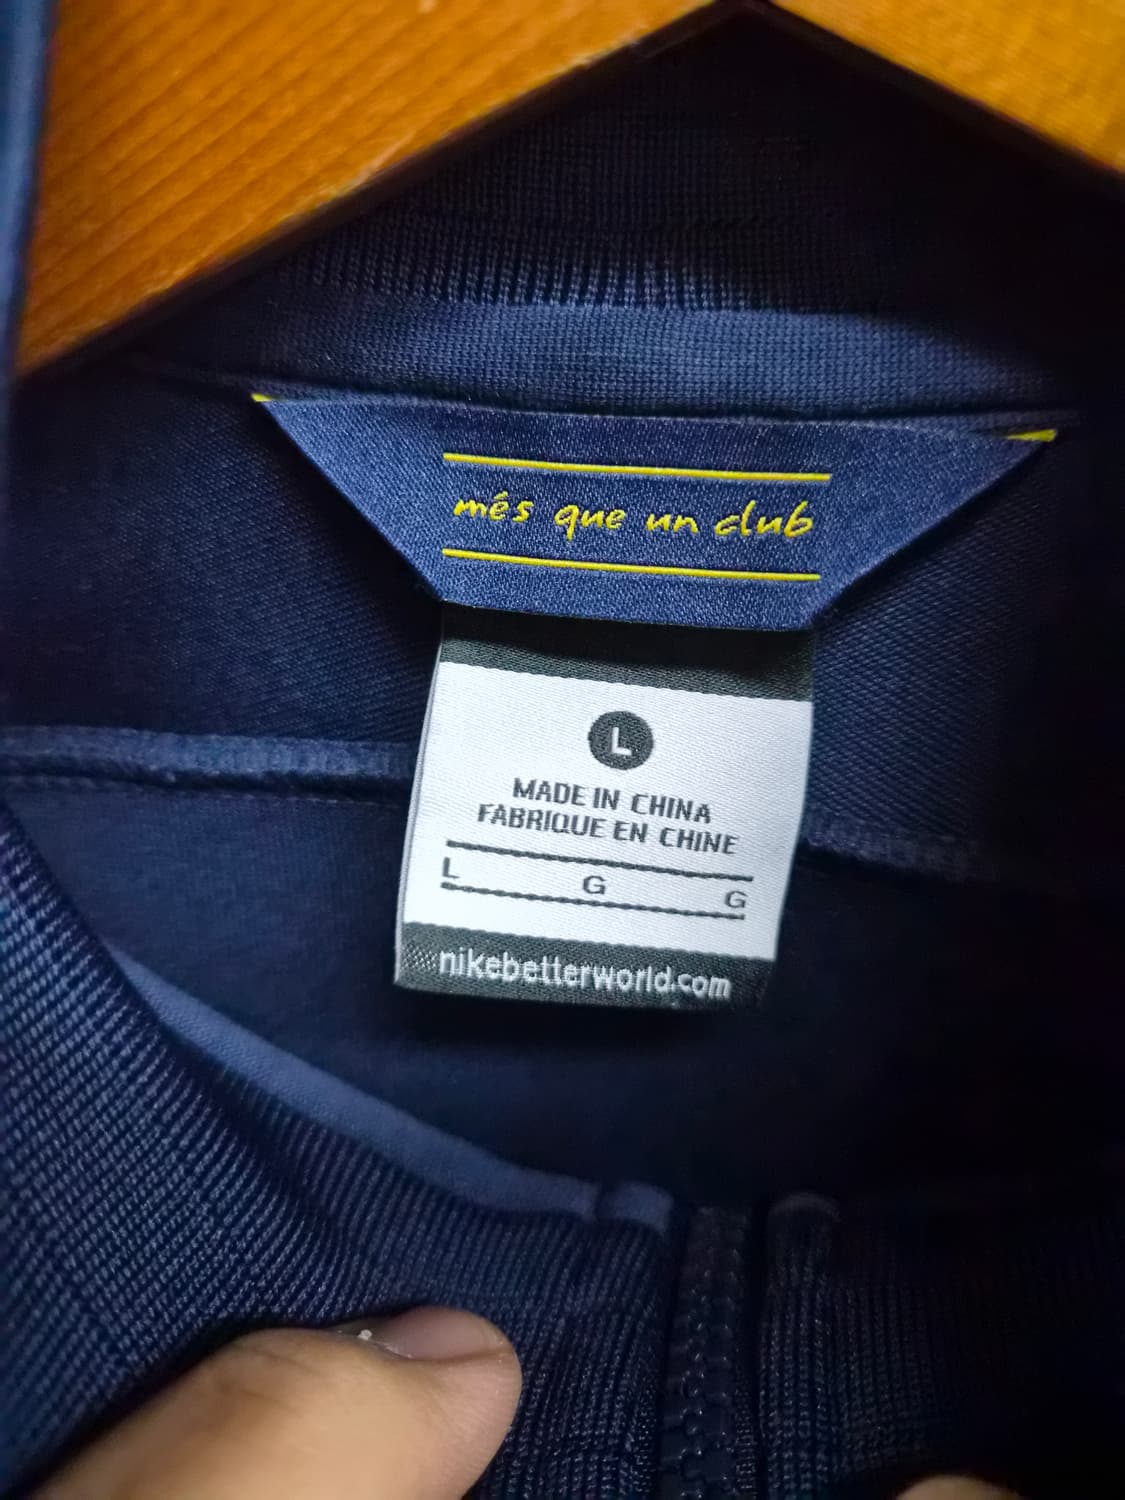 més que un club
L
MADE IN CHINA
FABRIQUE EN CHINE
L G G
nikebetterworld.com